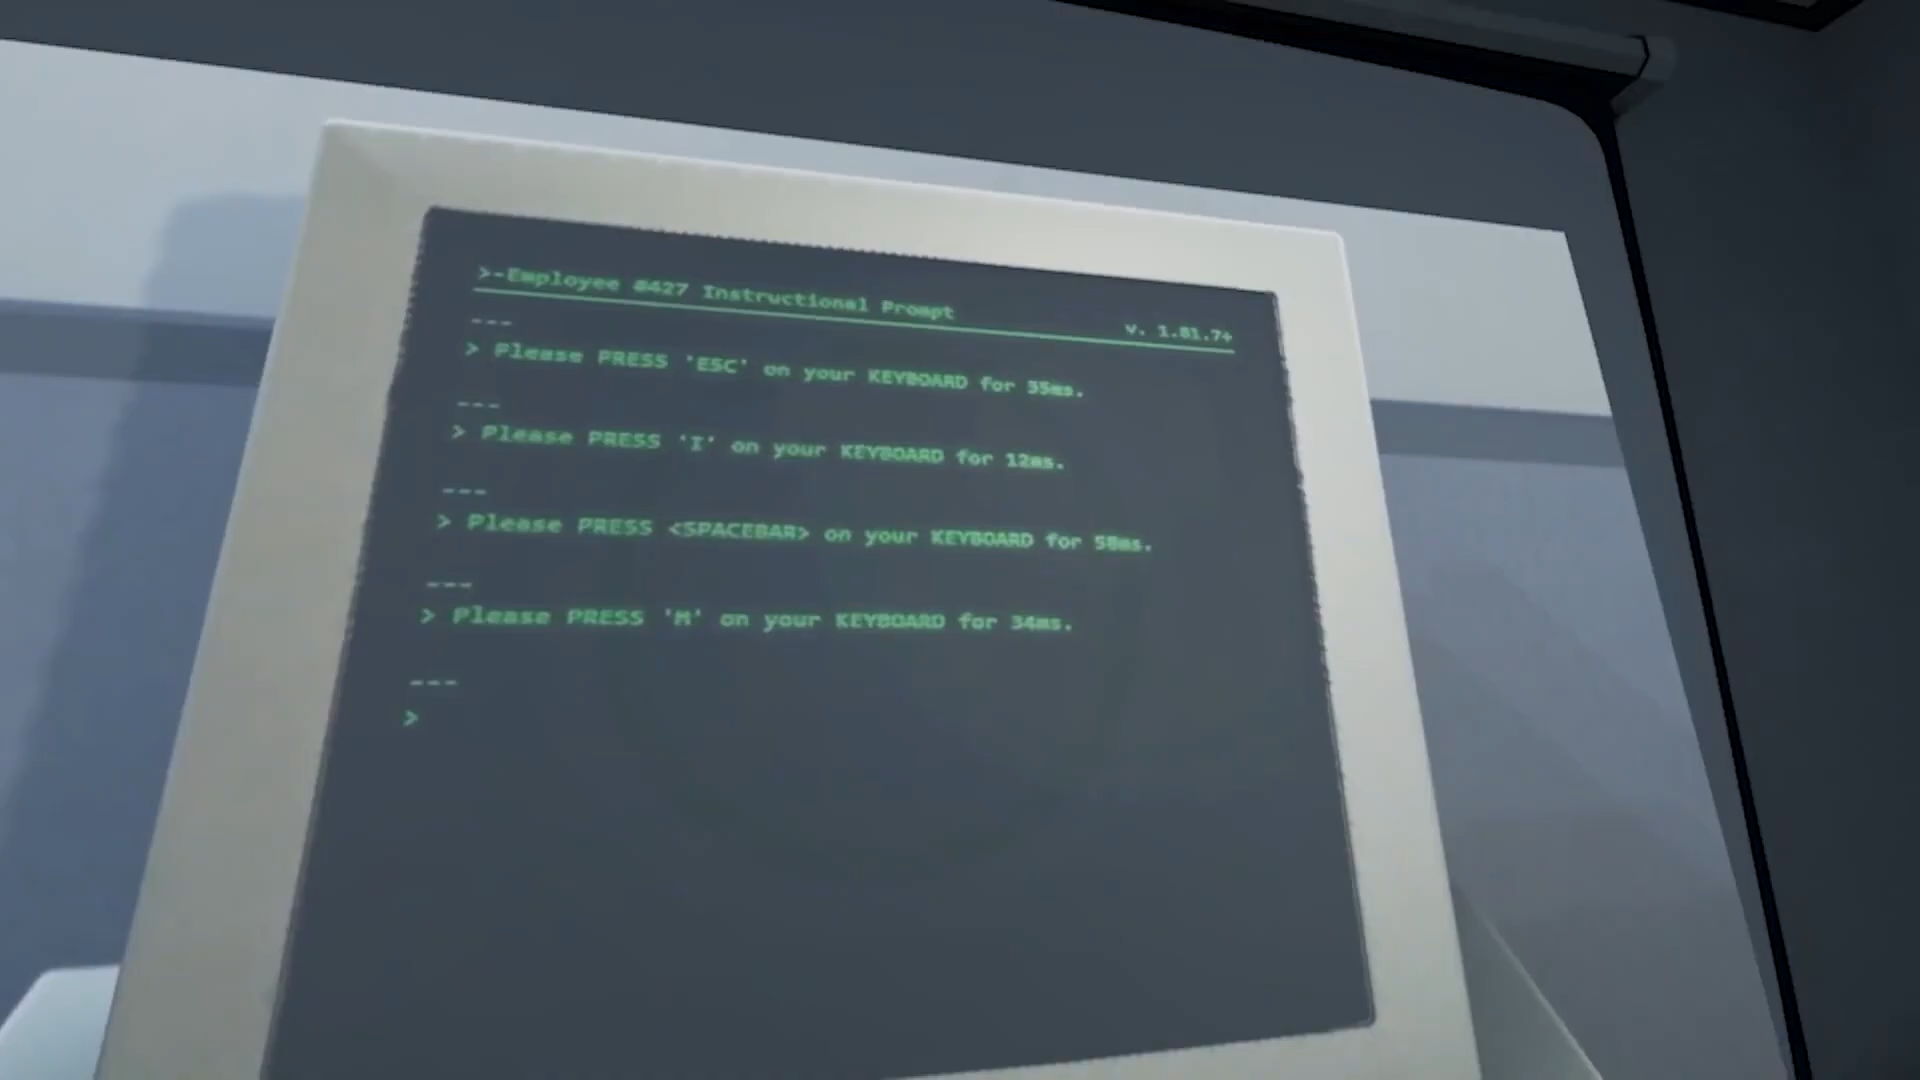 >-Employee #427 Instructional Prompt
v. 1.81.7+
---
> Please PRESS 'ESC' on your KEYBOARD for 35ms.
---
> Please PRESS 'I' on your KEYBOARD for 12ms.
---
> Please PRESS <SPACEBAR> on your KEYBOARD for 58ms.
---
> Please PRESS 'M' on your KEYBOARD for 34ms.
---
>